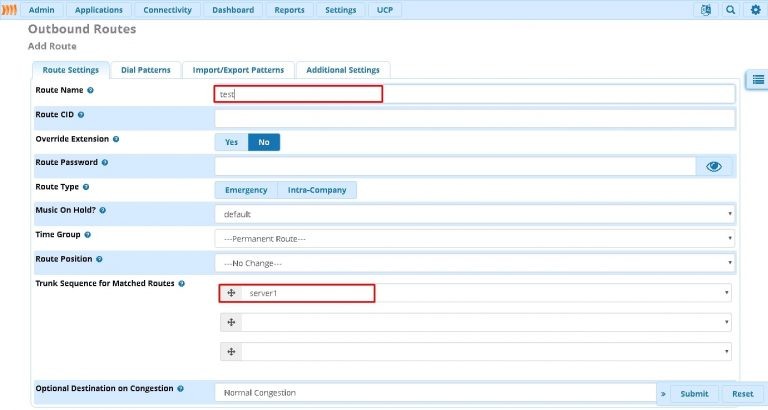 Admin Applications Connectivity Dashboard Reports Settings UCP
Outbound Routes
Add Route
Route Settings Dial Patterns Import/Export Patterns Additional Settings
Route Name test
Route CID
Override Extension Yes No
Route Password
Route Type Emergency Intra-Company
Music On Hold? default
Time Group ---Permanent Route---
Route Position ---No Change---
Trunk Sequence for Matched Routes server1
Optional Destination on Congestion Normal Congestion » Submit Reset